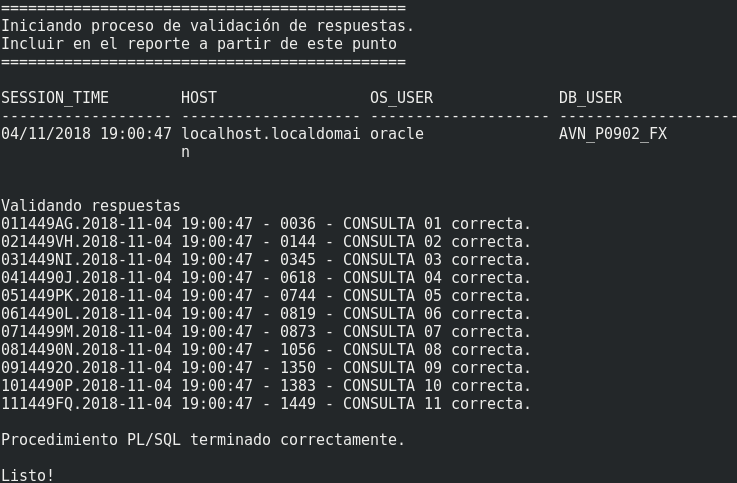 =============================================
Iniciando proceso de validación de respuestas.
Incluir en el reporte a partir de este punto
=============================================
SESSION_TIME HOST OS_USER DB_USER
------------------- -------------------- -------------------- --------------------
04/11/2018 19:00:47 localhost.localdomai oracle AVN_P0902_FX
n
Validando respuestas
011449AG.2018-11-04 19:00:47 - 0036 - CONSULTA 01 correcta.
021449VH.2018-11-04 19:00:47 - 0144 - CONSULTA 02 correcta.
031449NI.2018-11-04 19:00:47 - 0345 - CONSULTA 03 correcta.
0414490J.2018-11-04 19:00:47 - 0618 - CONSULTA 04 correcta.
051449PK.2018-11-04 19:00:47 - 0744 - CONSULTA 05 correcta.
0614490L.2018-11-04 19:00:47 - 0819 - CONSULTA 06 correcta.
0714499M.2018-11-04 19:00:47 - 0873 - CONSULTA 07 correcta.
0814490N.2018-11-04 19:00:47 - 1056 - CONSULTA 08 correcta.
0914492O.2018-11-04 19:00:47 - 1350 - CONSULTA 09 correcta.
1014490P.2018-11-04 19:00:47 - 1383 - CONSULTA 10 correcta.
111449FQ.2018-11-04 19:00:47 - 1449 - CONSULTA 11 correcta.
Procedimiento PL/SQL terminado correctamente.
Listo!